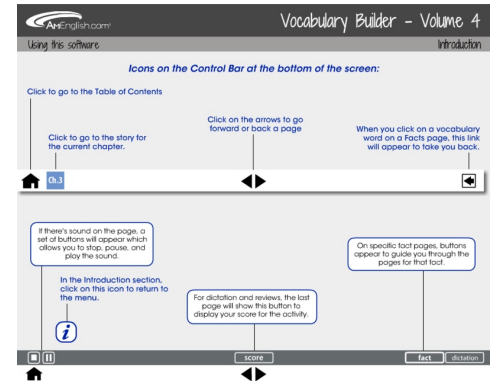 AMEnglish.com
Vocabulary Builder - Volume 4
Using this software
Introduction
Icons on the Control Bar at the bottom of the screen:
Click to go to the Table of Contents
Click to go to the story for
the current chapter.
Click on the arrows to go
forward or back a page
When you click on a vocabulary
word on a Facts page, this link
will appear to take you back.
Ch.3
If there's sound on the page, a
set of buttons will appear which
allows you to stop, pause, and
play the sound.
In the Introduction section,
click on this icon to return to
the menu.
i
For dictation and reviews, the last
page will show this button to
display your score for the activity.
On specific fact pages, buttons
appear to guide you through the
pages for that fact.
score
fact
dictation